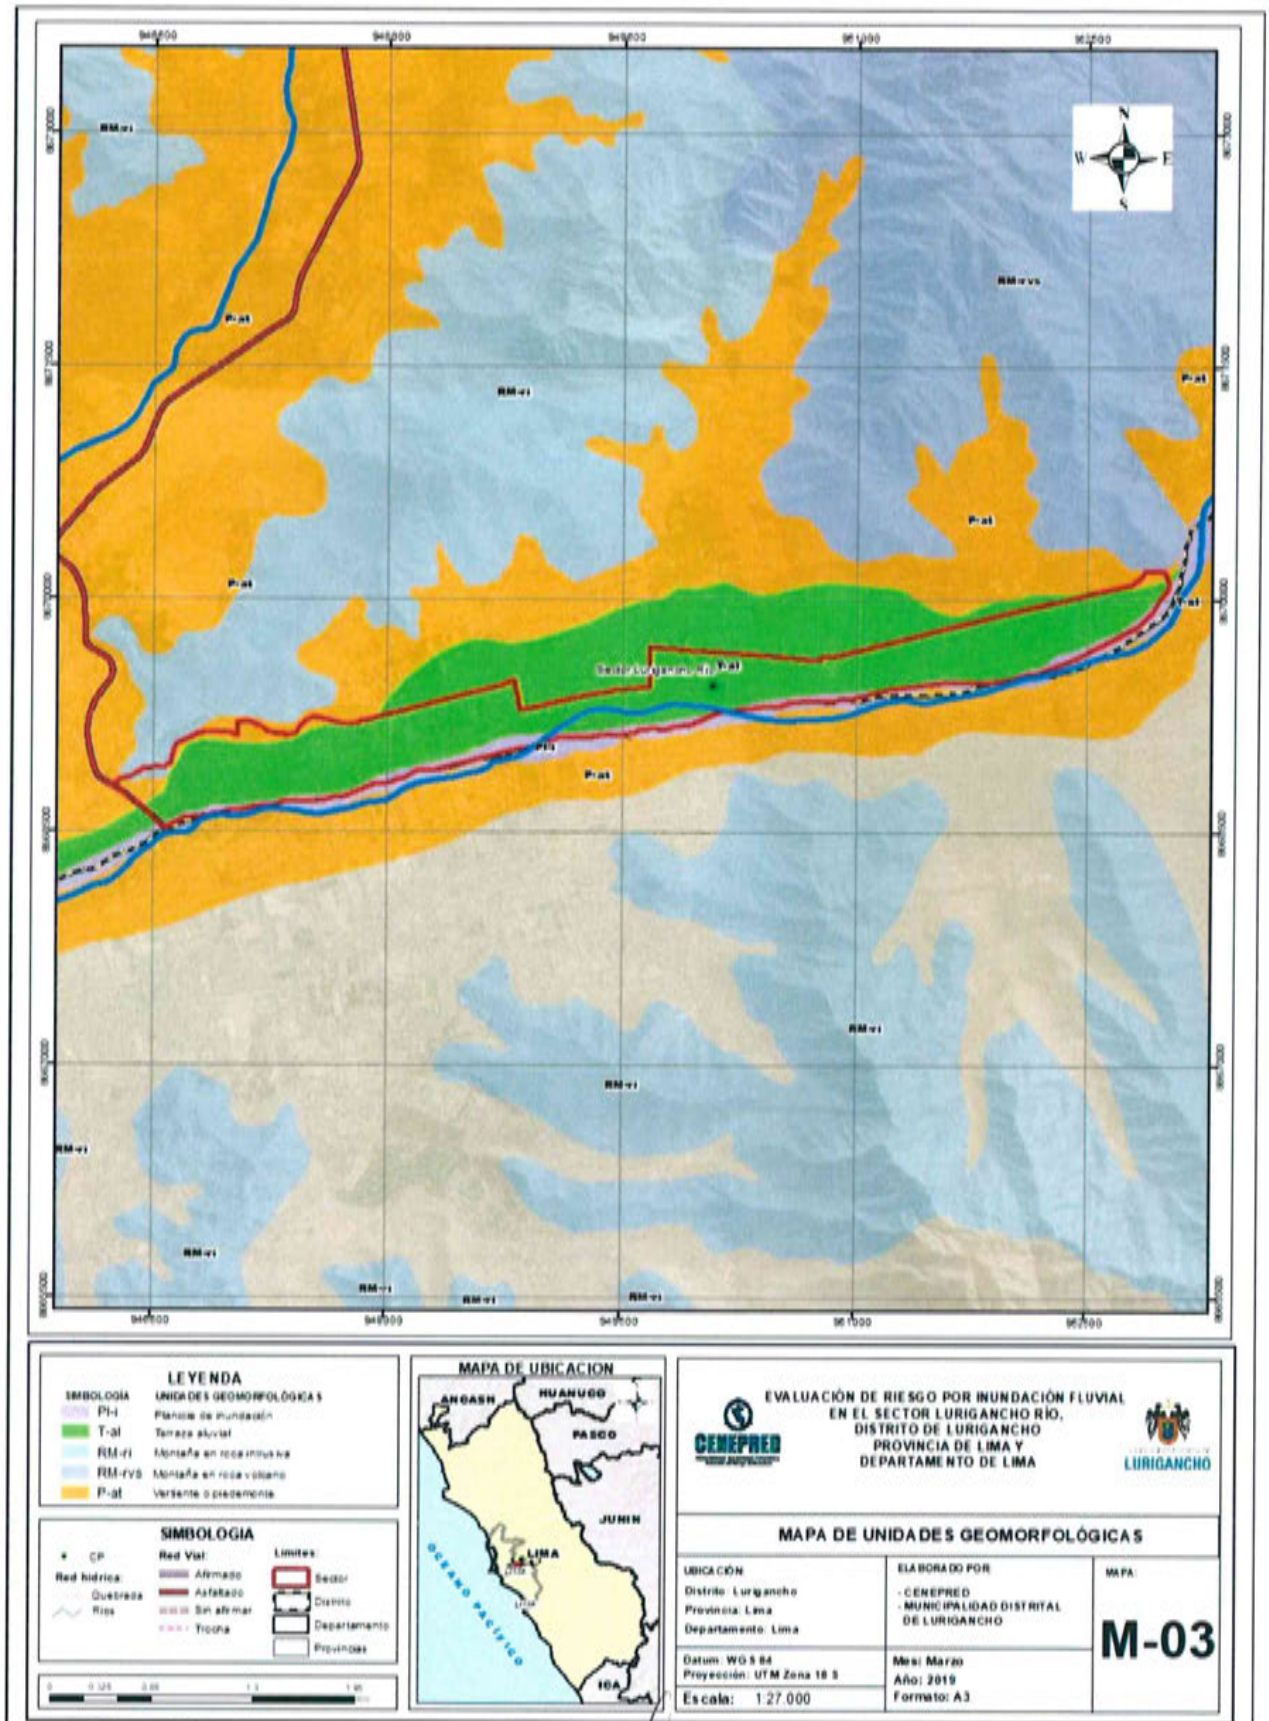 N
W E
S
RM-ri
P-at
RM-ri
RM-rvs
P-at
P-at
P-at
T-al
Sector Lurigancho Río T-al
Pl-i
P-at
RM-ri
RM-ri
RM-ri
RM-ri
RM-ri
RM-ri
RM-ri
LEYENDA
SIMBOLOGÍA UNIDADES GEOMORFOLÓGICAS
Pl-i Planicie de inundación
T-al Terraza aluvial
RM-ri Montaña en roca intrusiva
RM-rvs Montaña en roca volcano
P-at Vertiente o piedemonte
SIMBOLOGIA
CP
Red hídrica:
Quebrada
Rios
Red Vial:
Afirmado
Asfaltado
Sin afirmar
Trocha
Limites:
Sector
Distrito
Departamento
Provincias
MAPA DE UBICACION
ANCASH
HUANUCO
PASCO
JUNIN
LIMA
ICA
OCEANO PACÍFICO
CENEPRED
EVALUACIÓN DE RIESGO POR INUNDACIÓN FLUVIAL
EN EL SECTOR LURIGANCHO RÍO,
DISTRITO DE LURIGANCHO
PROVINCIA DE LIMA Y
DEPARTAMENTO DE LIMA
LURIGANCHO
MAPA DE UNIDADES GEOMORFOLÓGICAS
UBICACIÓN:
Distrito: Lurigancho
Provincia: Lima
Departamento: Lima
Datum: WGS 84
Proyección: UTM Zona 18 S
Escala: 1:27.000
ELABORADO POR:
- CENEPRED
- MUNICIPALIDAD DISTRITAL
DE LURIGANCHO
Mes: Marzo
Año: 2019
Formato: A3
MAPA:
M-03